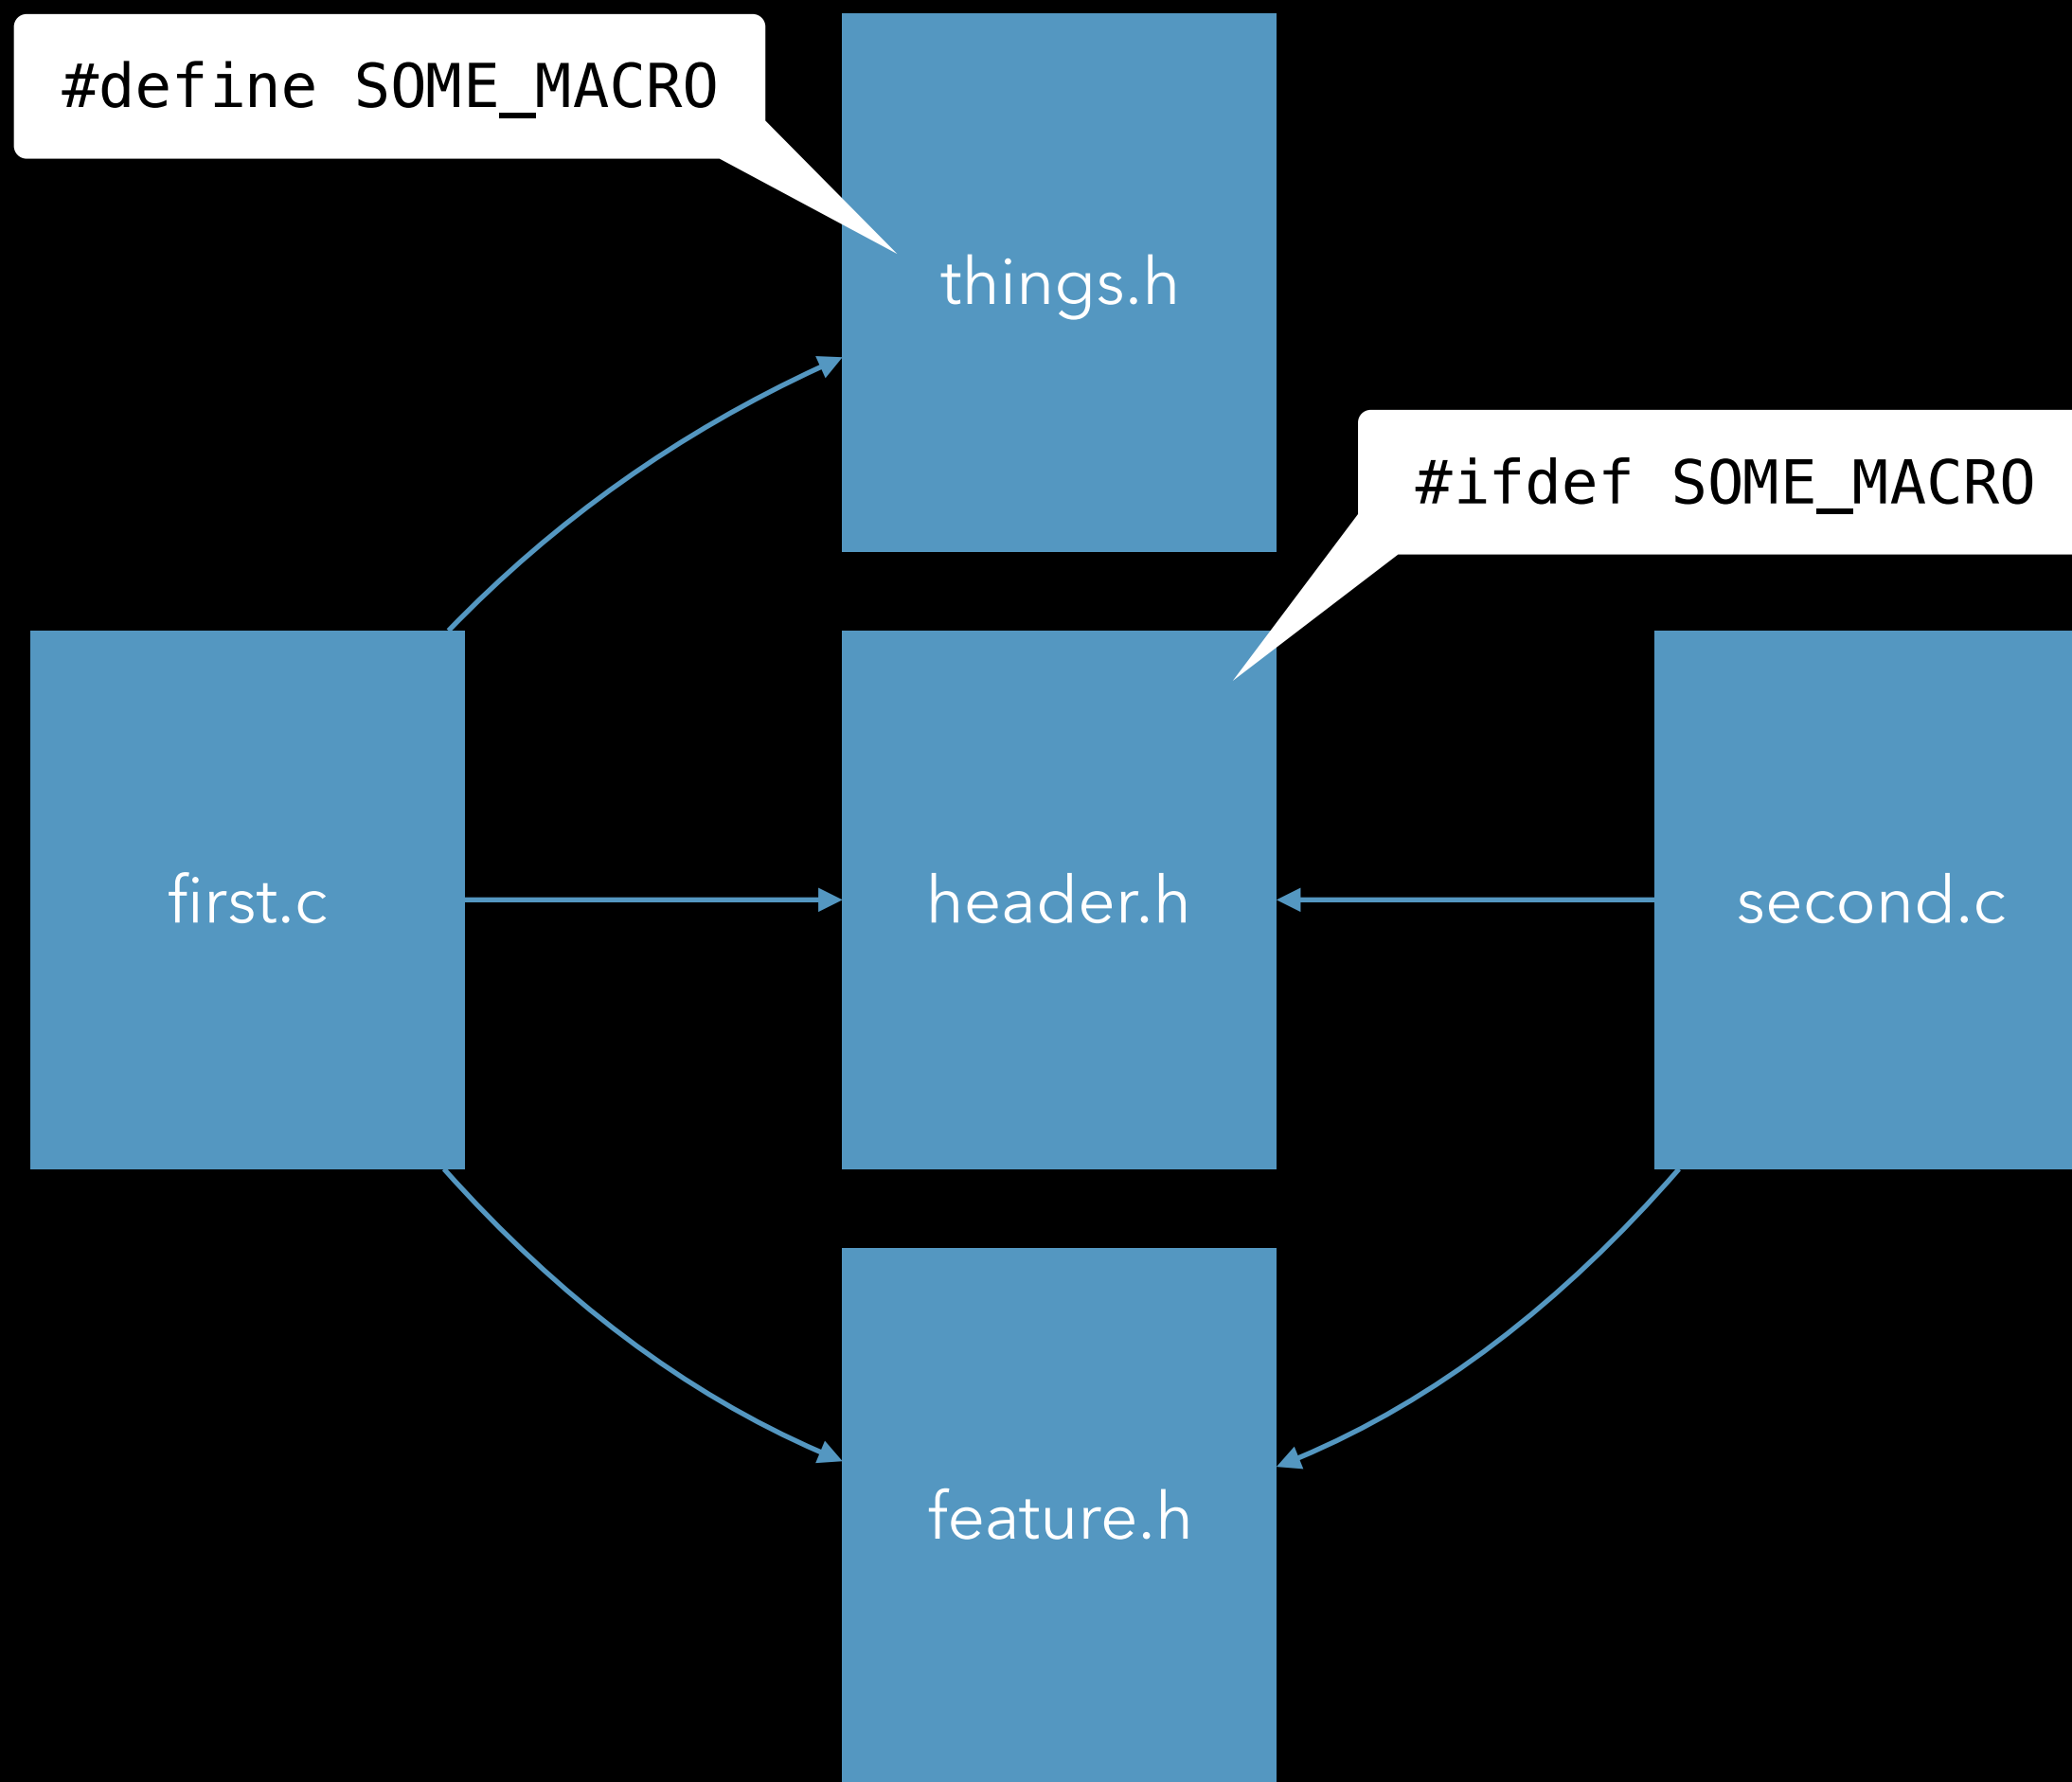 #define SOME_MACRO
things.h
#ifdef SOME_MACRO
first.c
header.h
second.c
feature.h